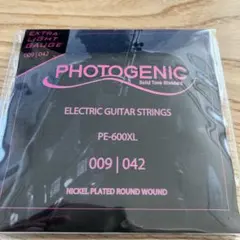 EXTRA
LIGHT
GAUGE
009 | 042
PHOTOGENIC
ELECTRIC GUITAR STRINGS
PE-600XL
009 | 042
NICKEL PLATED ROUND WOUND